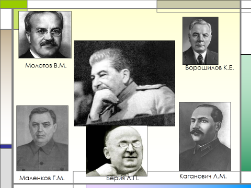 Молотов В.М.
Ворошилов К.Е.
Маленков Г.М.
Берия Л.П.
Каганович Л.М.